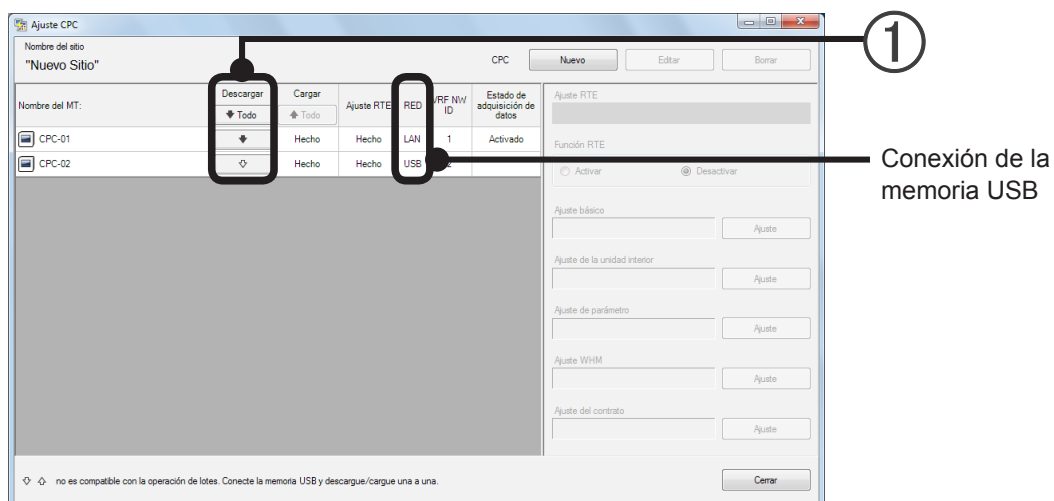 Ajuste CPC
Nombre del sitio
"Nuevo Sitio"
CPC
Nuevo
Editar
Borrar
①
Nombre del MT:
Descargar
Todo
Cargar
Todo
Ajuste RTE
RED
VRF NW
ID
Estado de
adquisición de
datos
CPC-01
Hecho
Hecho
LAN
1
Activado
CPC-02
Hecho
Hecho
USB
Ajuste RTE
Función RTE
Activar
Desactivar
Ajuste básico
Ajuste
Ajuste de la unidad interior
Ajuste
Ajuste de parámetro
Ajuste
Ajuste WHM
Ajuste
Ajuste del contrato
Ajuste
Conexión de la
memoria USB
no es compatible con la operación de lotes. Conecte la memoria USB y descargue/cargue una a una.
Cerrar